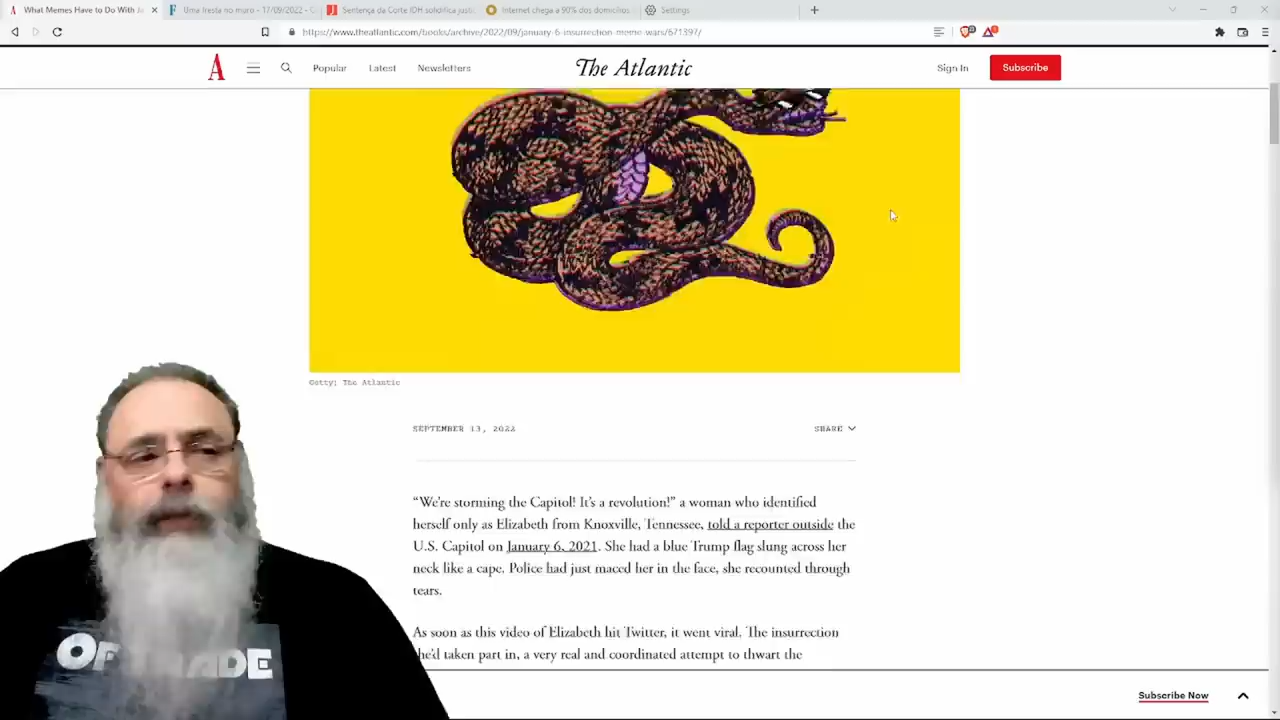 What Memes Have to Do With Ja
Uma fresta no muro - 17/09/2022 - C
Sentença da Corte IDH solidifica justiç
Internet chega a 90% dos domicílios
Settings
https://www.theatlantic.com/books/archive/2022/09/january-6-insurrection-meme-wars/671397/
A
Popular
Latest
Newsletters
The Atlantic
Sign In
Subscribe
Getty; The Atlantic
SEPTEMBER 13, 2022
SHARE
“We’re storming the Capitol! It’s a revolution!” a woman who identified
herself only as Elizabeth from Knoxville, Tennessee, told a reporter outside the
U.S. Capitol on January 6, 2021. She had a blue Trump flag slung across her
neck like a cape. Police had just maced her in the face, she recounted through
tears.
As soon as this video of Elizabeth hit Twitter, it went viral. The insurrection
she’d taken part in, a very real and coordinated attempt to thwart the
Subscribe Now